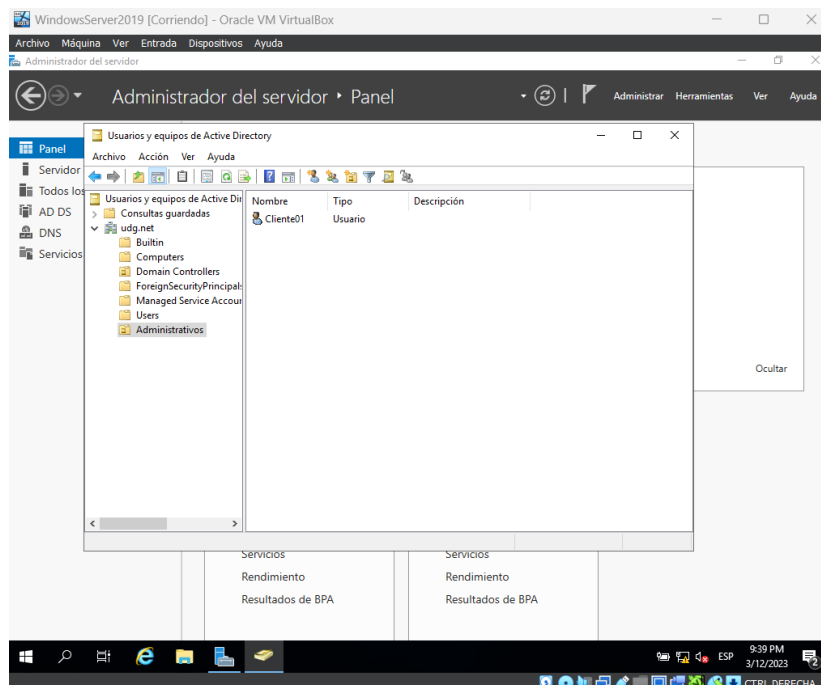 WindowsServer2019 [Corriendo] - Oracle VM VirtualBox
Archivo Máquina Ver Entrada Dispositivos Ayuda
Administrador del servidor
Administrador del servidor • Panel
Administrar Herramientas Ver Ayuda
Panel
Servidor
Todos los
AD DS
DNS
Servicios
Usuarios y equipos de Active Directory
Archivo Acción Ver Ayuda
Usuarios y equipos de Active Dir
Consultas guardadas
udg.net
Builtin
Computers
Domain Controllers
ForeignSecurityPrincipals
Managed Service Accour
Users
Administrativos
Nombre Tipo Descripción
Cliente01 Usuario
Ocultar
Servicios Servicios
Rendimiento Rendimiento
Resultados de BPA Resultados de BPA
ESP
9:39 PM
3/12/2023
2
CTRL DERECHA